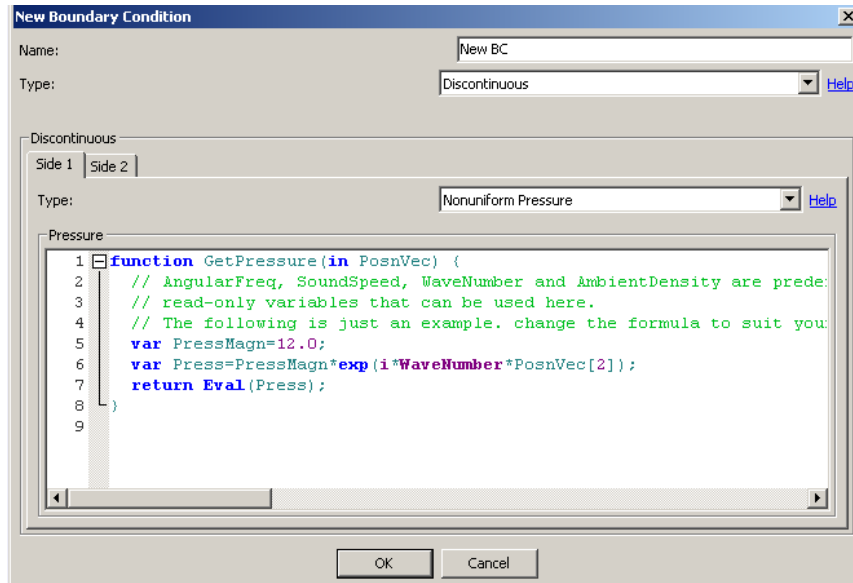 New Boundary Condition
Name: New BC
Type: Discontinuous Help
Discontinuous
Side 1 Side 2
Type: Nonuniform Pressure Help
Pressure
1 function GetPressure(in PosnVec) {
2 // AngularFreq, SoundSpeed, WaveNumber and AmbientDensity are
3 // read-only variables that can be used here.
4 // The following is just an example. change the formula to suit
5 var PressMagn=12.0;
6 var Press=PressMagn*exp(i*WaveNumber*PosnVec[2]);
7 return Eval(Press);
8 }
9
OK Cancel